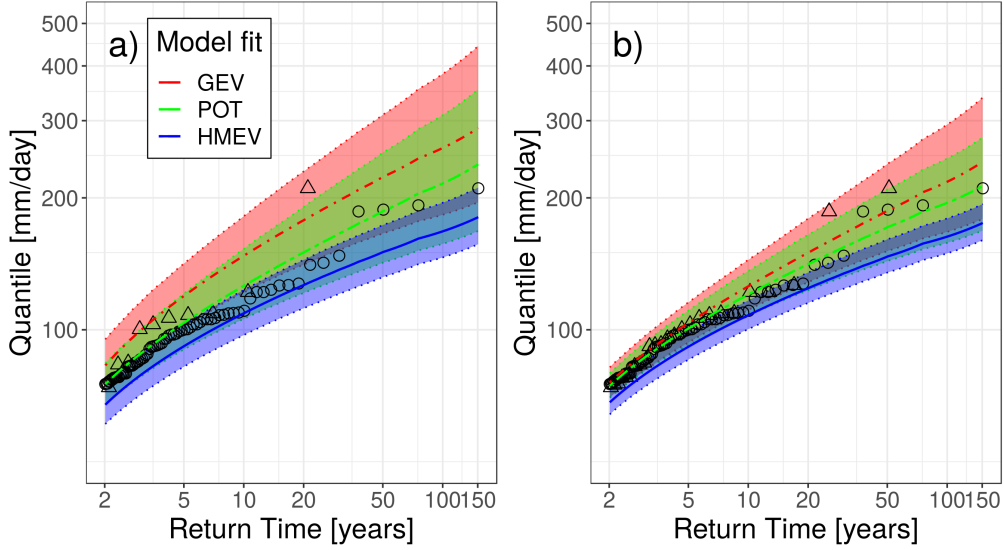 a)
Model fit
GEV
POT
HMEV
500
400
300
200
100
Quantile [mm/day]
2 5 10 20 50 100150
Return Time [years]
b)
500
400
300
200
100
Quantile [mm/day]
2 5 10 20 50 100150
Return Time [years]